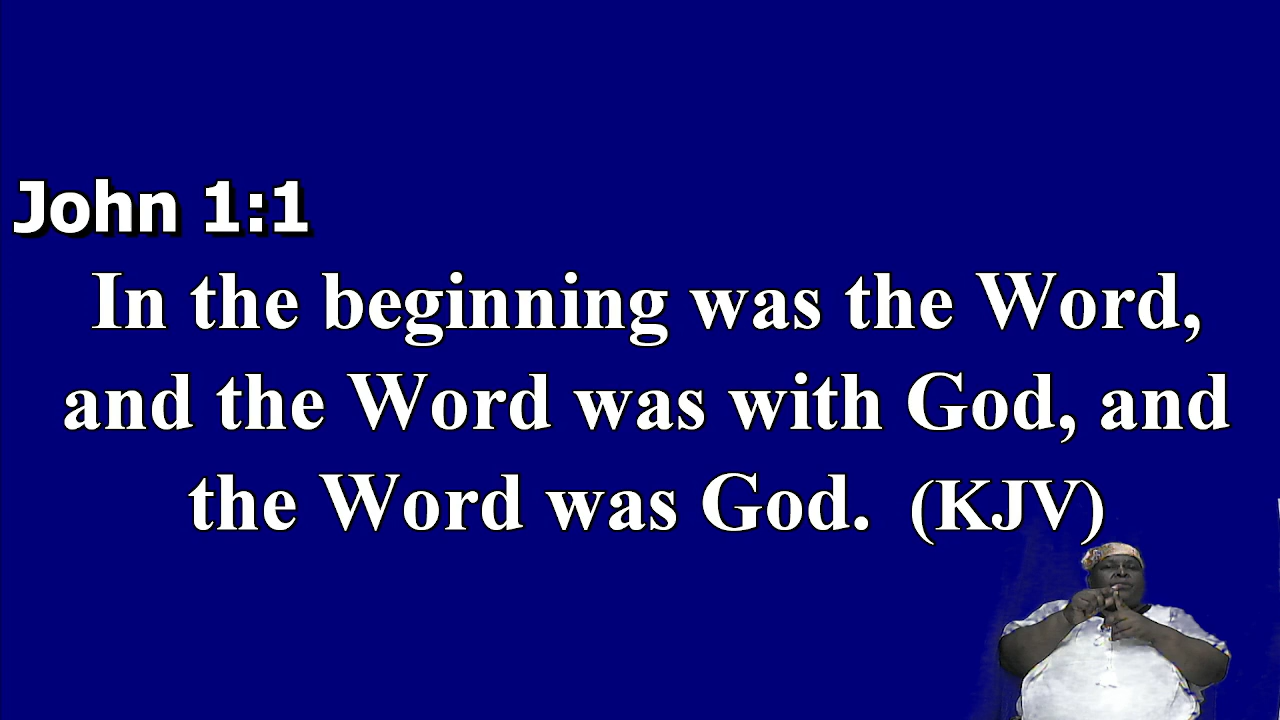 John 1:1
In the beginning was the Word,
and the Word was with God, and
the Word was God. (KJV)